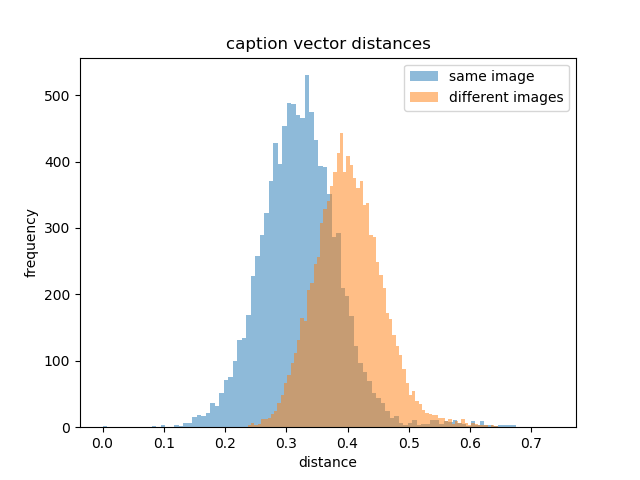 caption vector distances
same image
different images
500
400
300
200
100
0
frequency
0.0 0.1 0.2 0.3 0.4 0.5 0.6 0.7
distance